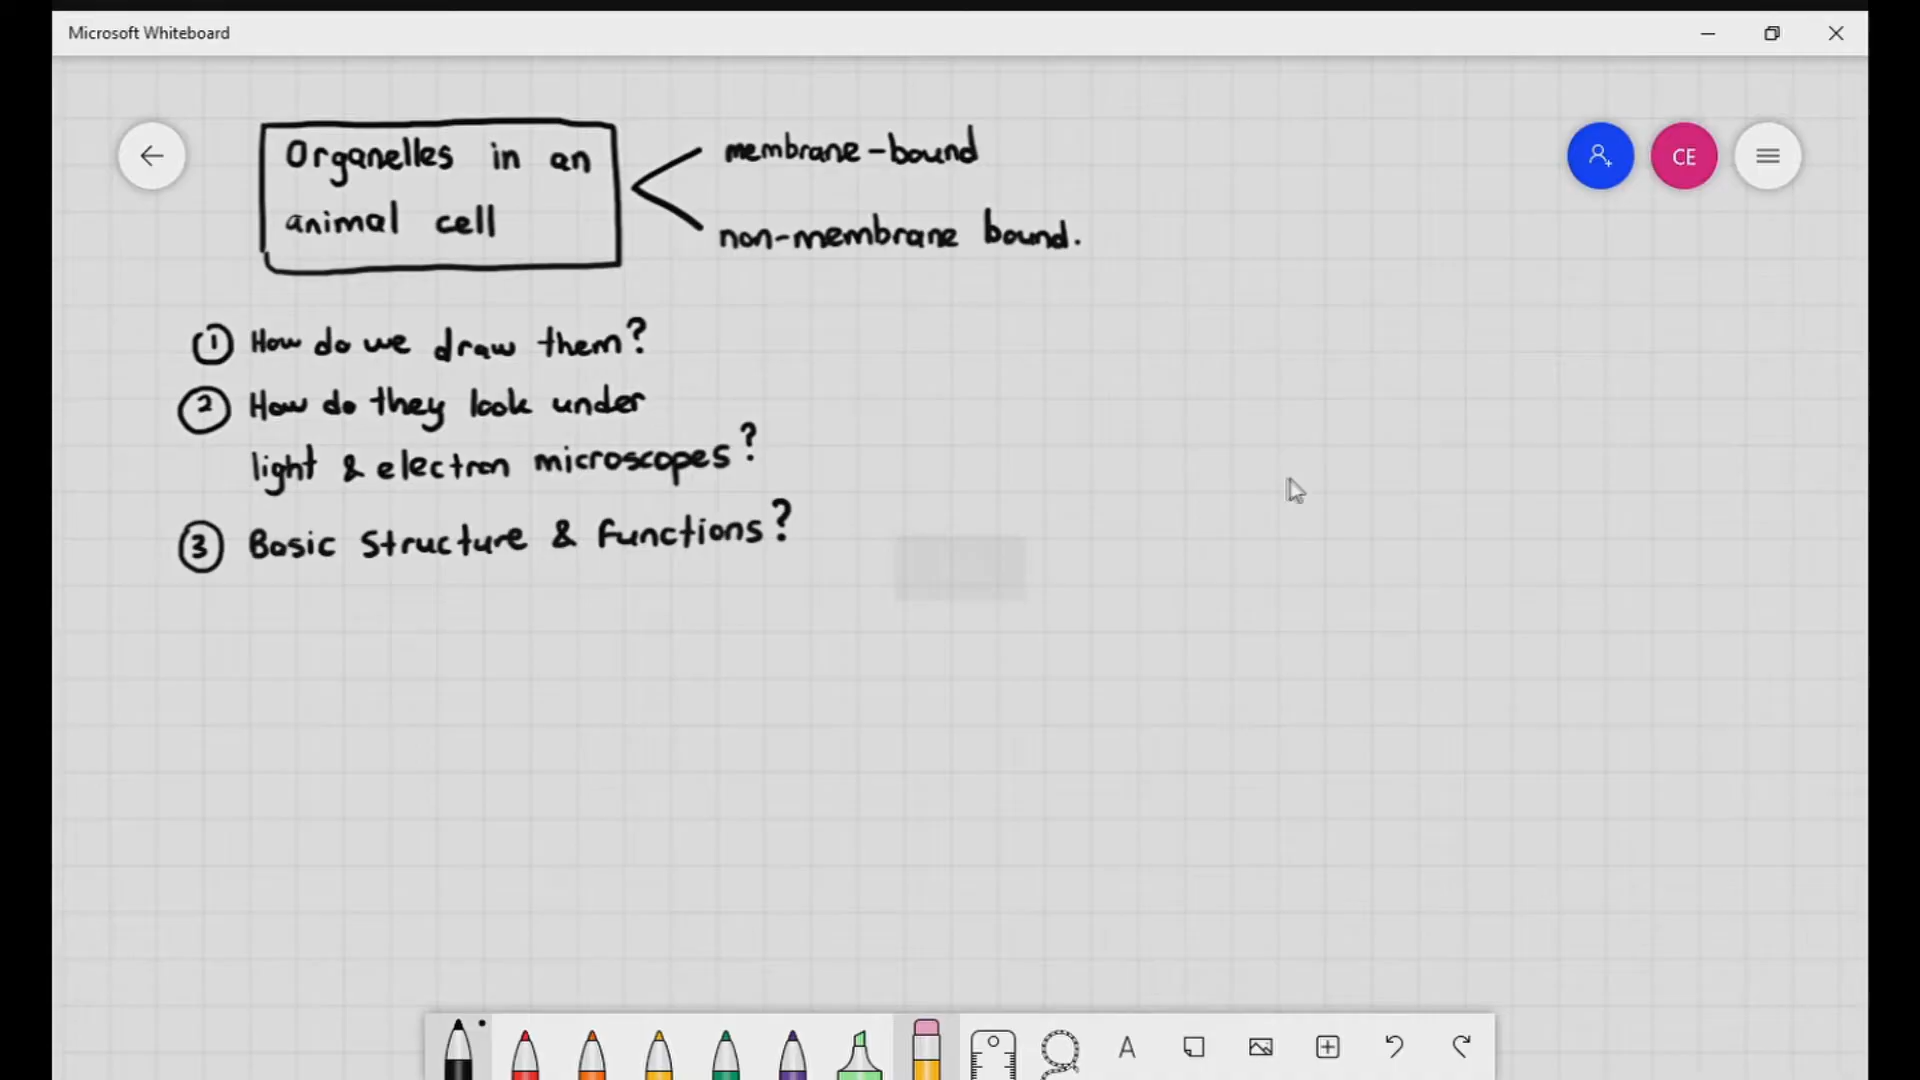 Microsoft Whiteboard
Organelles in an
animal cell
membrane-bound
non-membrane bound.
CE
① How do we draw them?
② How do they look under
light & electron microscopes?
③ Basic structure & functions?
A